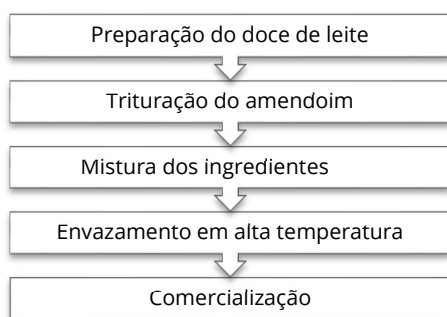 Preparação do doce de leite
Trituração do amendoim
Mistura dos ingredientes
Envazamento em alta temperatura
Comercialização